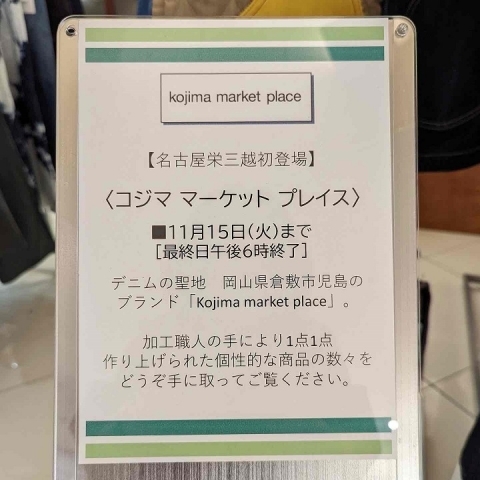 kojima market place
【名古屋栄三越初登場】
〈コジマ マーケット プレイス〉
■11月15日(火)まで
[最終日午後6時終了]
デニムの聖地　岡山県倉敷市児島の
ブランド「Kojima market place」。
加工職人の手により1点1点
作り上げられた個性的な商品の数々を
どうぞ手に取ってご覧ください。